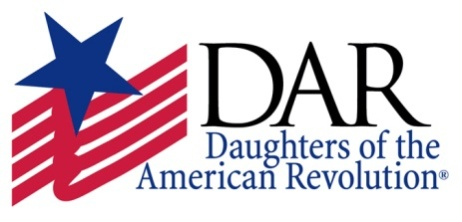 DAR
Daughters of the
American Revolution®